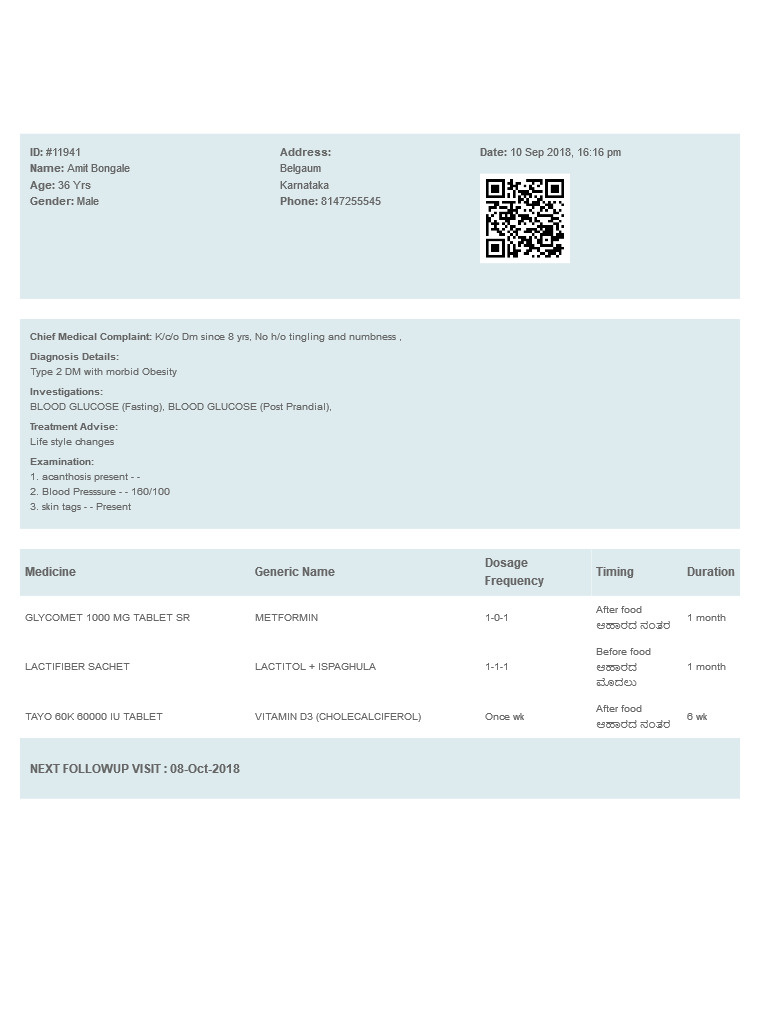 ID: #11941
Name: Amit Bongale
Age: 36 Yrs
Gender: Male
Address:
Belgaum
Karnataka
Phone: 8147255545
Date: 10 Sep 2018, 16:16 pm
Chief Medical Complaint: K/c/o Dm since 8 yrs, No h/o tingling and numbness ,
Diagnosis Details:
Type 2 DM with morbid Obesity
Investigations:
BLOOD GLUCOSE (Fasting), BLOOD GLUCOSE (Post Prandial),
Treatment Advise:
Life style changes
Examination:
1. acanthosis present - -
2. Blood Presssure - - 160/100
3. skin tags - - Present
Medicine Generic Name Dosage Frequency Timing Duration
GLYCOMET 1000 MG TABLET SR METFORMIN 1-0-1 After food ಆಹಾರದ ನಂತರ 1 month
LACTIFIBER SACHET LACTITOL + ISPAGHULA 1-1-1 Before food ಆಹಾರದ ಮೊದಲು 1 month
TAYO 60K 60000 IU TABLET VITAMIN D3 (CHOLECALCIFEROL) Once wk After food ಆಹಾರದ ನಂತರ 6 wk
NEXT FOLLOWUP VISIT : 08-Oct-2018